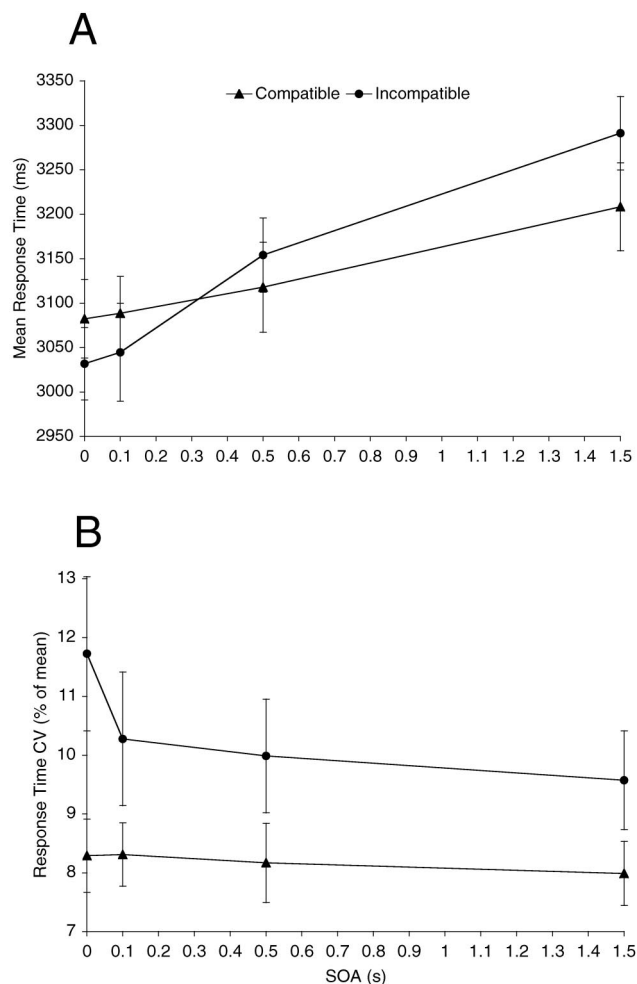 A
Compatible Incompatible
Mean Response Time (ms)
3350
3300
3250
3200
3150
3100
3050
3000
2950
0 0.1 0.2 0.3 0.4 0.5 0.6 0.7 0.8 0.9 1 1.1 1.2 1.3 1.4 1.5
B
Response Time CV (% of mean)
13
12
11
10
9
8
7
0 0.1 0.2 0.3 0.4 0.5 0.6 0.7 0.8 0.9 1 1.1 1.2 1.3 1.4 1.5
SOA (s)